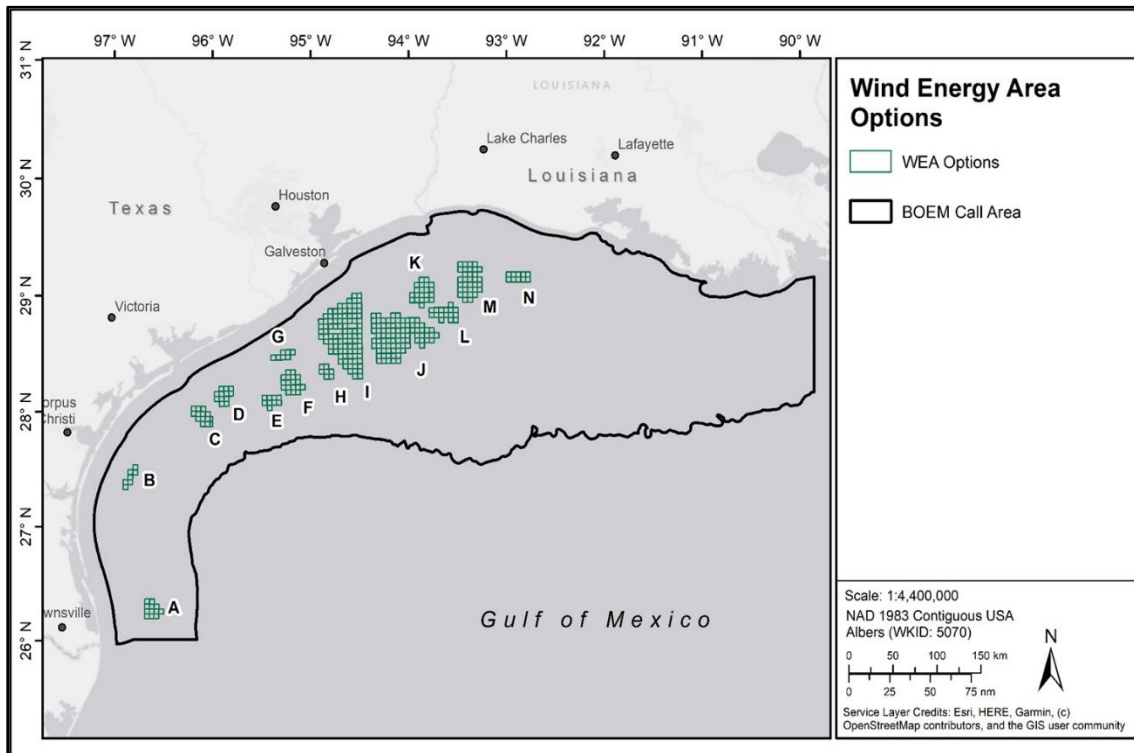 97° W 96° W 95° W 94° W 93° W 92° W 91° W 90° W
31° N
30° N
29° N
28° N
27° N
26° N
LOUISIANA
Lake Charles
Lafayette
Louisiana
Texas
Houston
Galveston
Victoria
orpus
Christi
wnsville
K
N
M
L
G
J
I
H
F
E
D
C
B
A
Gulf of Mexico
Wind Energy Area
Options
WEA Options
BOEM Call Area
Scale: 1:4,400,000
NAD 1983 Contiguous USA
Albers (WKID: 5070)
N
0 50 100 150 km
0 25 50 75 nm
Service Layer Credits: Esri, HERE, Garmin, (c)
OpenStreetMap contributors, and the GIS user community